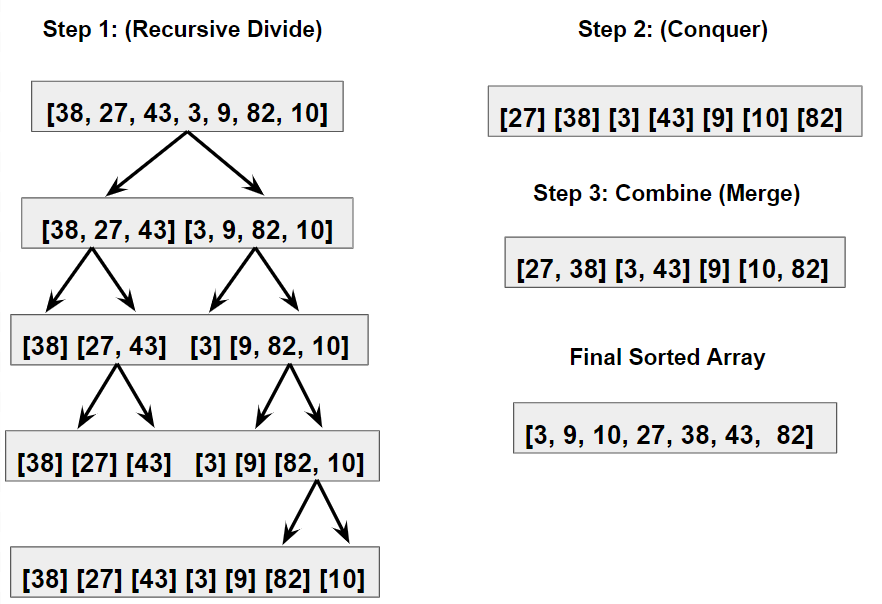 Step 1: (Recursive Divide)
[38, 27, 43, 3, 9, 82, 10]
[38, 27, 43] [3, 9, 82, 10]
[38] [27, 43] [3] [9, 82, 10]
[38] [27] [43] [3] [9] [82, 10]
[38] [27] [43] [3] [9] [82] [10]
Step 2: (Conquer)
[27] [38] [3] [43] [9] [10] [82]
Step 3: Combine (Merge)
[27, 38] [3, 43] [9] [10, 82]
Final Sorted Array
[3, 9, 10, 27, 38, 43, 82]